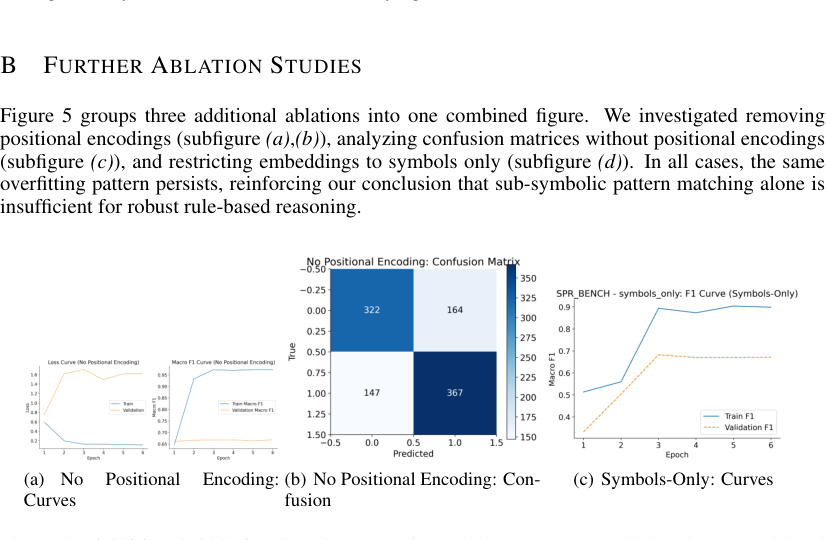 B FURTHER ABLATION STUDIES
Figure 5 groups three additional ablations into one combined figure. We investigated removing
positional encodings (subfigure (a),(b)), analyzing confusion matrices without positional encodings
(subfigure (c)), and restricting embeddings to symbols only (subfigure (d)). In all cases, the same
overfitting pattern persists, reinforcing our conclusion that sub-symbolic pattern matching alone is
insufficient for robust rule-based reasoning.
Loss Curve (No Positional Encoding)
Loss
1.6
1.4
1.2
1.0
0.8
0.6
0.4
0.2
Train
Validation
1 2 3 4 5 6
Epoch
Macro F1 Curve (No Positional Encoding)
Macro F1
0.95
0.90
0.85
0.80
0.75
0.70
0.65
Train Macro F1
Validation Macro F1
1 2 3 4 5 6
Epoch
(a) No Positional Encoding:
Curves
No Positional Encoding: Confusion Matrix
True
−0.50
−0.25
0.00
0.25
0.50
0.75
1.00
1.25
1.50
322 164
147 367
−0.5 0.0 0.5 1.0 1.5
Predicted
350
325
300
275
250
225
200
175
150
(b) No Positional Encoding: Con-
fusion
SPR_BENCH - symbols_only: F1 Curve (Symbols-Only)
Macro F1
0.9
0.8
0.7
0.6
0.5
0.4
Train F1
Validation F1
1 2 3 4 5 6
Epoch
(c) Symbols-Only: Curves